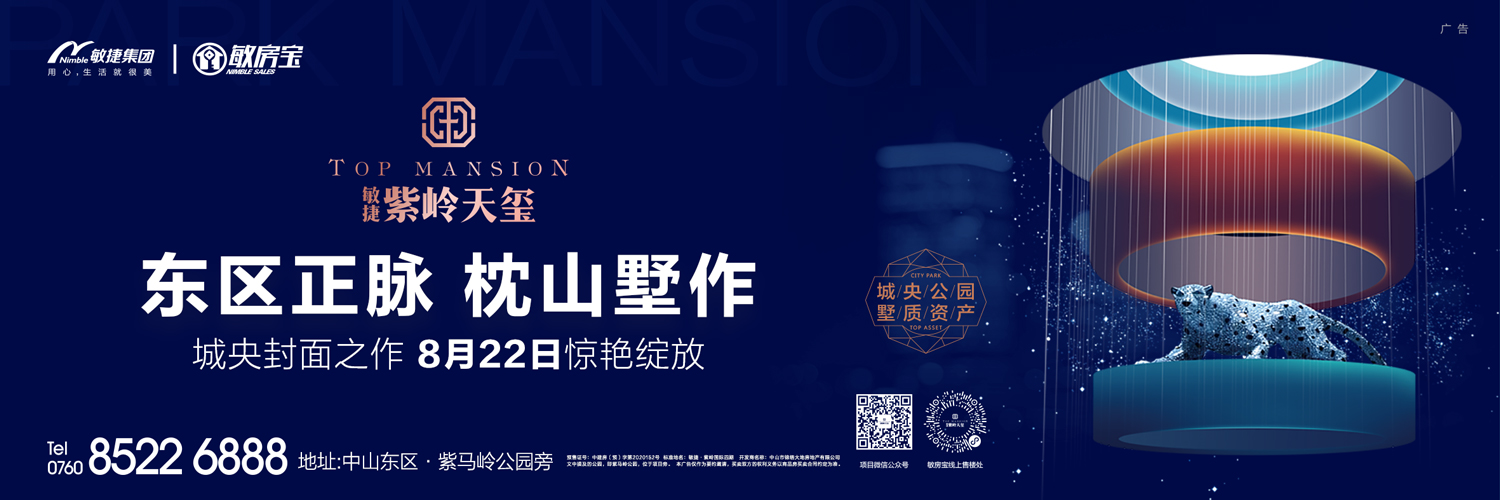 PARK MANSION
广告
Nimble 敏捷集团
用心,生活就很美
敏房宝
NIMBLE SALES
TOP MANSION
敏捷 紫岭天玺
东区正脉 枕山墅作
城央封面之作 8月22日惊艳绽放
CITY PARK
城/央/公/园
墅/质/资/产
TOP ASSET
Tel 0760 8522 6888 地址:中山东区·紫马岭公园旁
项目微信公众号
敏房宝线上售楼处